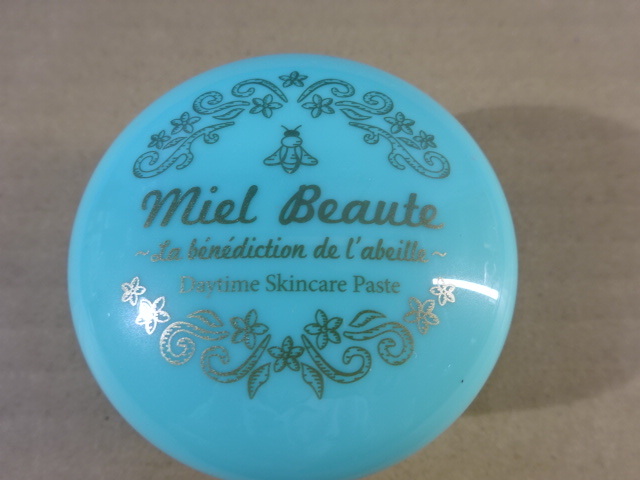 Miel Beaute
~La bénédiction de l'abeille~
Daytime Skincare Paste